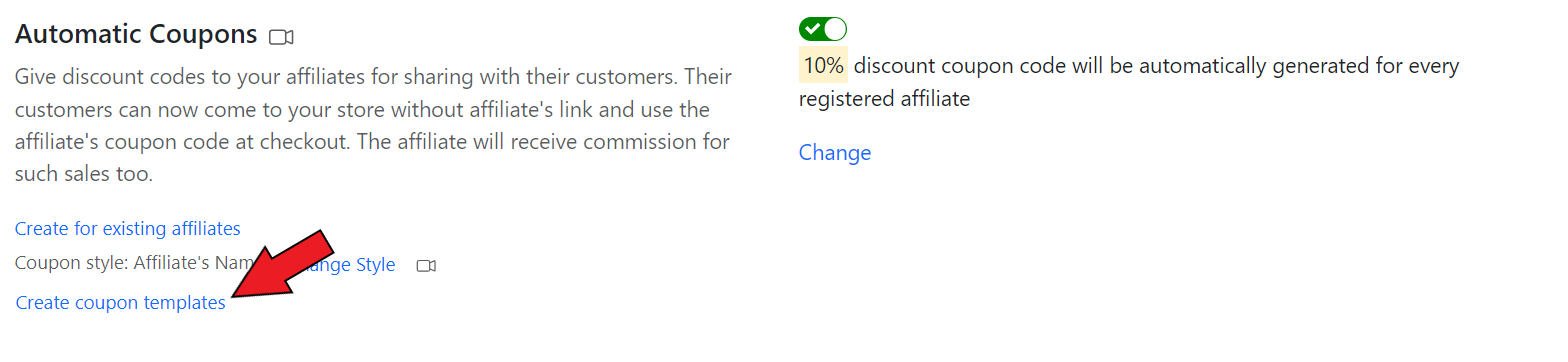 Automatic Coupons
Give discount codes to your affiliates for sharing with their customers. Their
customers can now come to your store without affiliate's link and use the
affiliate's coupon code at checkout. The affiliate will receive commission for
such sales too.
Create for existing affiliates
Coupon style: Affiliate's Style
Create coupon templates
10% discount coupon code will be automatically generated for every
registered affiliate
Change